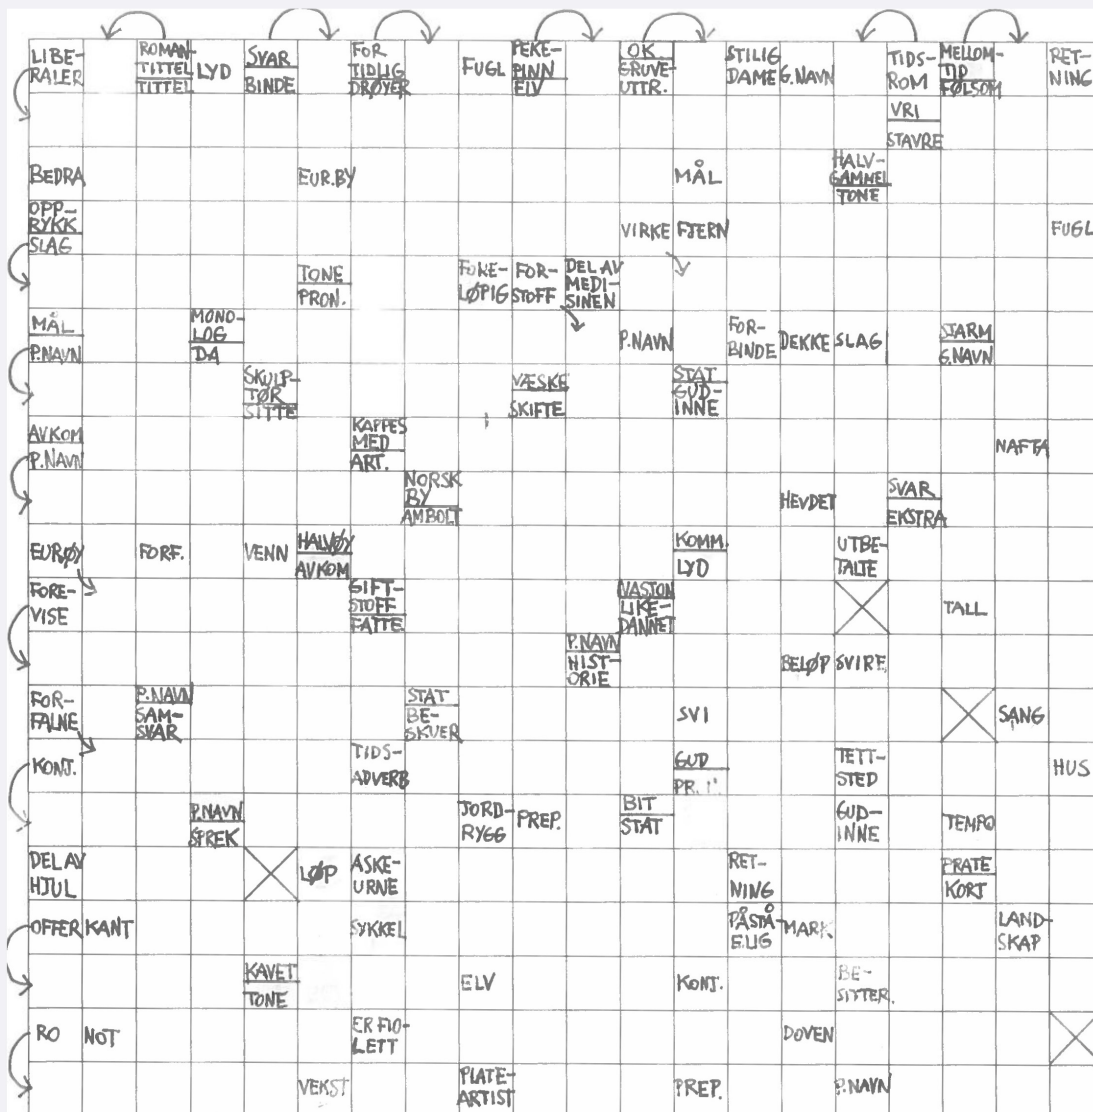 LIBE-
RALER
ROMAN-
TITTEL
TITTEL
LYD
SVAR
BINDE
FOR
TIDLIG
DRØYER
FUGL
PEKE-
PINN
ELV
OK
GRUVE-
UTTR.
STILIG
DAME
G.NAVN
TIDS-
ROM
MELLOM-
TID
FØLSOM
RET-
NING
VRI
STAVRE
BEDRA
EUR.BY
MÅL
HALV-
GAMMEL
TONE
OPP-
RYKK
SLAG
VIRKE
FJERN
FUGL
TONE
PRON.
FORE-
LØPIG
FOR-
STOFF
DEL AV
MEDI-
SINEN
MÅL
P.NAVN
MONO-
LOG
DA
P.NAVN
FOR-
BINDE
DEKKE
SLAG
SJARM
G.NAVN
SKULP-
TØR
SITTE
VÆSKE
SKIFTE
STAT
GUD-
INNE
AVKOM
P.NAVN
KAPPES
MED
ART.
NAFTA
NORSK
BY
AMBOLT
HEVDET
SVAR
EKSTRA
EURØY
FORF.
VENN
HALVØY
AVKOM
KOMM.
LYD
UTBE-
TALTE
FORE-
VISE
GIFT-
STOFF
FATTE
NASJON
LIKE-
DANNET
TALL
P.NAVN
HIST-
ORIE
BELØP
SVIRE
FOR-
FALNE
P.NAVN
SAM-
SVAR
STAT
BE-
SKUER
SVI
SANG
KONJ.
TIDS-
ADVERB
GUD
TETT-
STED
HUS
P.NAVN
SPREK
JORD-
RYGG
PREP.
BIT
STAT
GUD-
INNE
TEMPO
DEL AV
HJUL
LØP
ASKE-
URNE
RET-
NING
PRATE
KORT
OFFER
KANT
SYKKEL
PÅSTÅ-
ELIG
MARK
LAND-
SKAP
KAVET
TONE
ELV
KONJ.
BE-
SITTER.
RO
NOT
ER FIO-
LETT
DOVEN
VEKST
PLATE-
ARTIST
PREP.
P.NAVN